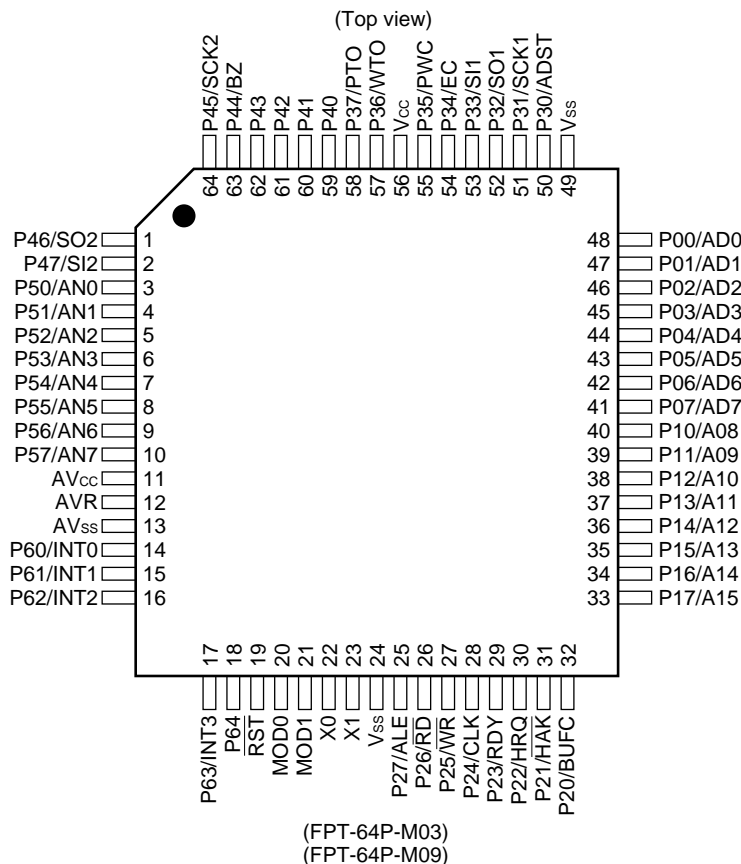 (Top view)
P45/SCK2
P44/BZ
P43
P42
P41
P40
P37/PTO
P36/WTO
Vcc
P35/PWC
P34/EC
P33/SI1
P32/SO1
P31/SCK1
P30/ADST
Vss
64
63
62
61
60
59
58
57
56
55
54
53
52
51
50
49
P46/SO2 1
P47/SI2 2
P50/AN0 3
P51/AN1 4
P52/AN2 5
P53/AN3 6
P54/AN4 7
P55/AN5 8
P56/AN6 9
P57/AN7 10
AVcc 11
AVR 12
AVss 13
P60/INT0 14
P61/INT1 15
P62/INT2 16
48 P00/AD0
47 P01/AD1
46 P02/AD2
45 P03/AD3
44 P04/AD4
43 P05/AD5
42 P06/AD6
41 P07/AD7
40 P10/A08
39 P11/A09
38 P12/A10
37 P13/A11
36 P14/A12
35 P15/A13
34 P16/A14
33 P17/A15
17
18
19
20
21
22
23
24
25
26
27
28
29
30
31
32
P63/INT3
P64
RST
MOD0
MOD1
X0
X1
Vss
P27/ALE
P26/RD
P25/WR
P24/CLK
P23/RDY
P22/HRQ
P21/HAK
P20/BUFC
(FPT-64P-M03)
(FPT-64P-M09)